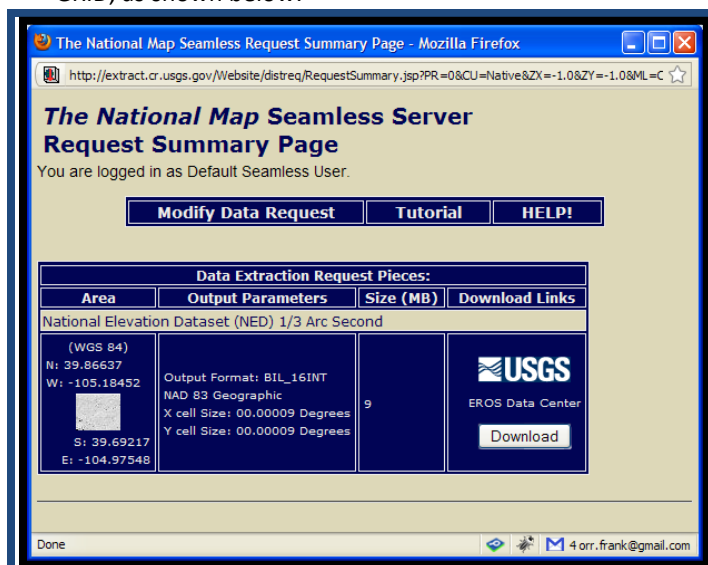 GRID, as shown below:
The National Map Seamless Request Summary Page - Mozilla Firefox
http://extract.cr.usgs.gov/Website/distreq/RequestSummary.jsp?PR=0&CU=Native&ZX=-1.0&ZY=-1.0&ML=C
The National Map Seamless Server
Request Summary Page
You are logged in as Default Seamless User.
Modify Data Request Tutorial HELP!
Data Extraction Request Pieces:
Area Output Parameters Size (MB) Download Links
National Elevation Dataset (NED) 1/3 Arc Second
(WGS 84)
N: 39.86637
W: -105.18452
S: 39.69217
E: -104.97548
Output Format: BIL_16INT
NAD 83 Geographic
X cell Size: 00.00009 Degrees
Y cell Size: 00.00009 Degrees
9
USGS
EROS Data Center
Download
Done
4 orr.frank@gmail.com